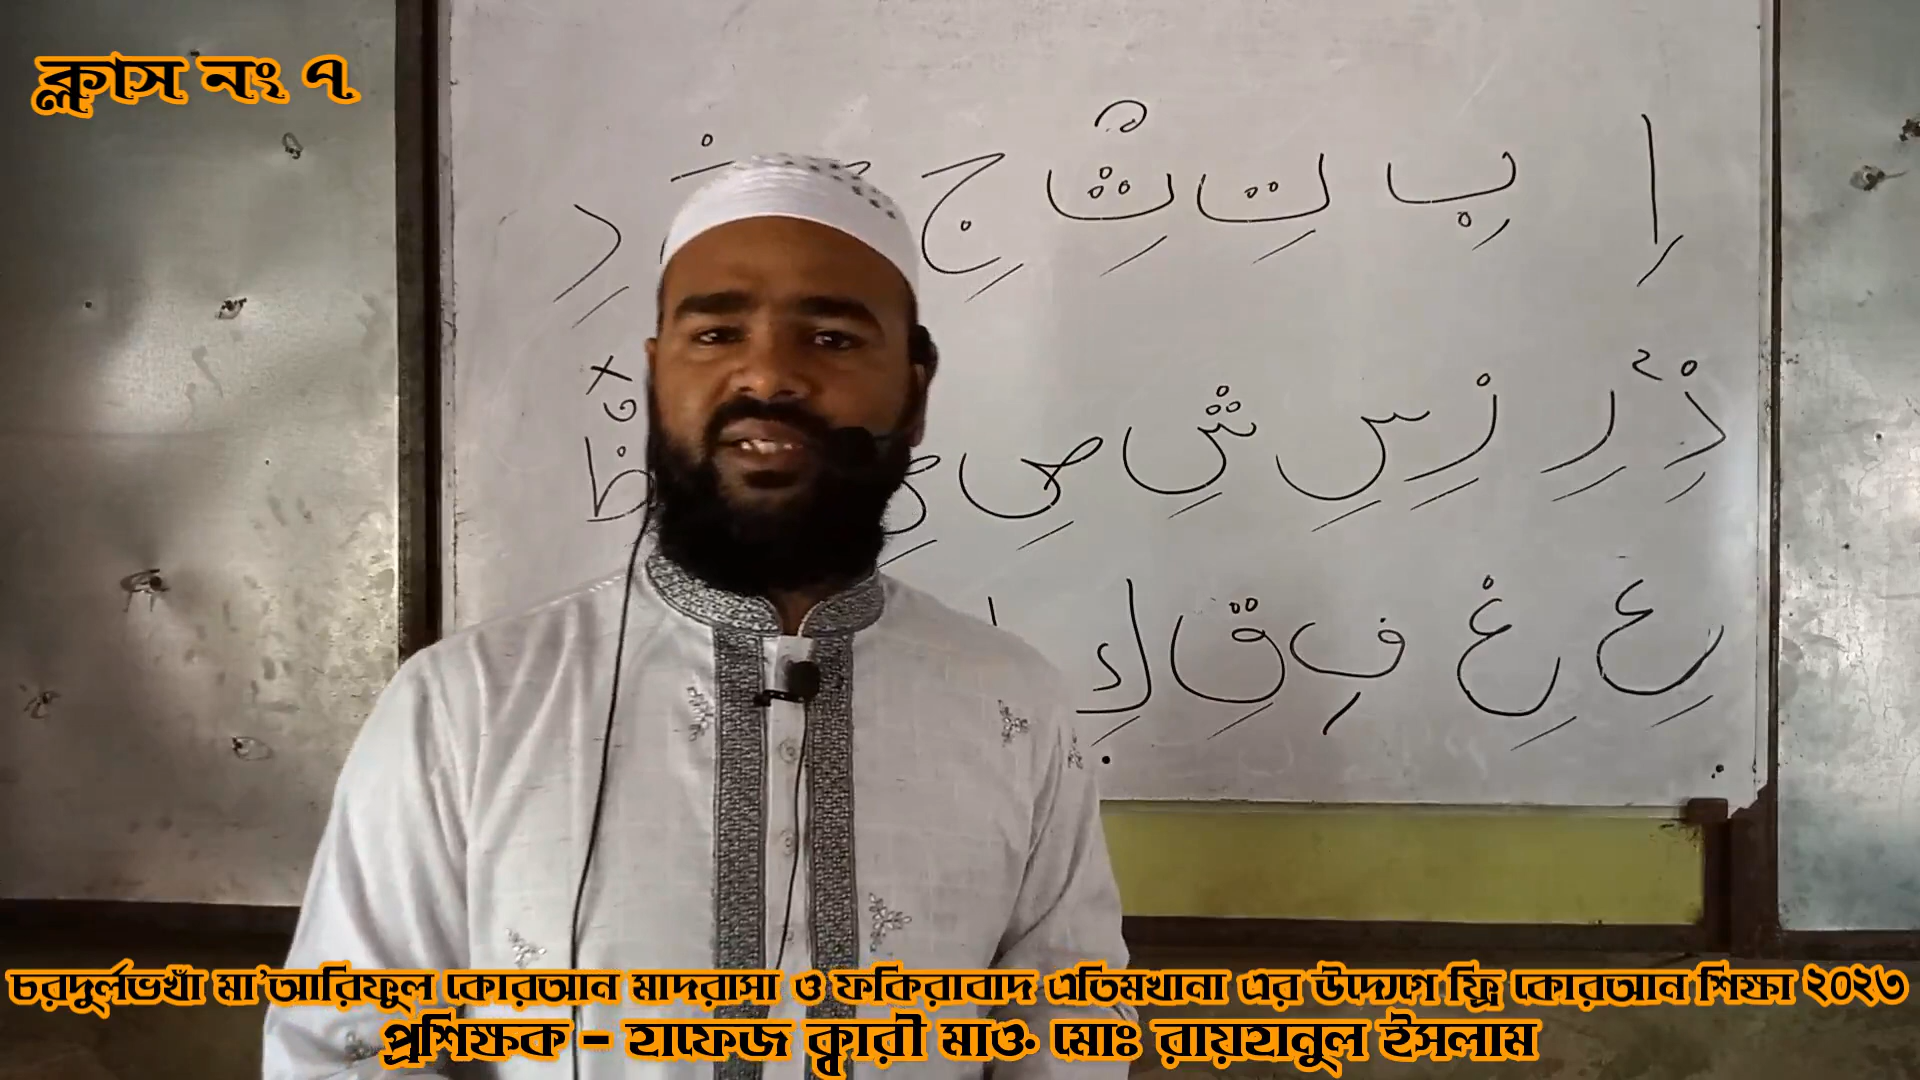 ক্লাস নং ৭
اِ بِ تِ ثِ جِ دِ
ذِ رِ زِ سِ شِ صِ
عِ غِ فِ قِ كِ
চরদুর্লভখাঁ মা'আরিফুল কোরআন মাদরাসা ও ফকিরাবাদ এতিমখানা এর উদ্যেগে ফ্রি কোরআন শিক্ষা ২০২৩
প্রশিক্ষক - হাফেজ ক্বারী মাওঃ মোঃ রায়হানুল ইসলাম